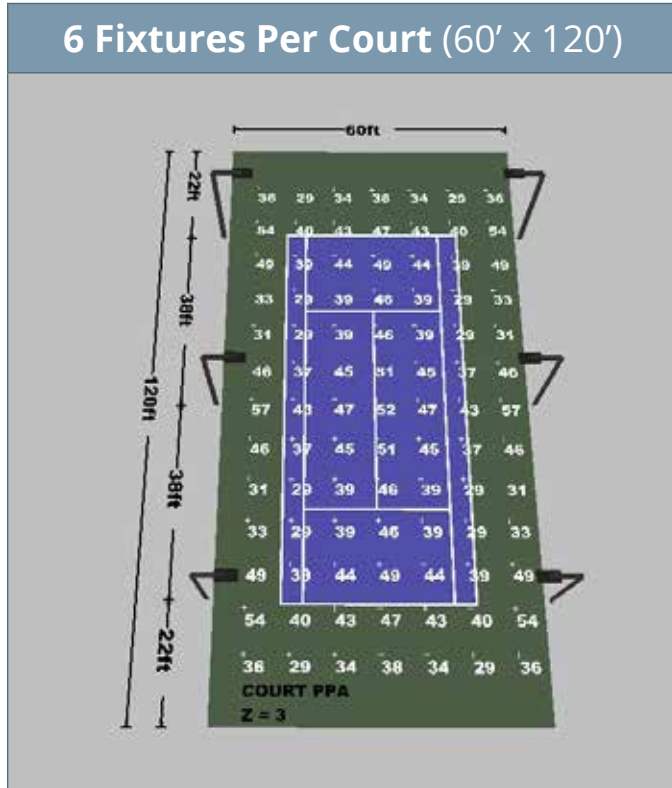 6 Fixtures Per Court (60’ x 120’)
60ft
22ft
38ft
120ft
38ft
22ft
36 29 34 38 34 29 36
54 40 43 47 43 40 54
49 39 44 49 44 39 49
33 29 39 46 39 29 33
31 29 39 46 39 29 31
46 37 45 51 45 37 46
57 43 47 52 47 43 57
46 37 45 51 45 37 46
31 29 39 46 39 29 31
33 29 39 46 39 29 33
49 39 44 49 44 39 49
54 40 43 47 43 40 54
36 29 34 38 34 29 36
COURT PPA
Z = 3